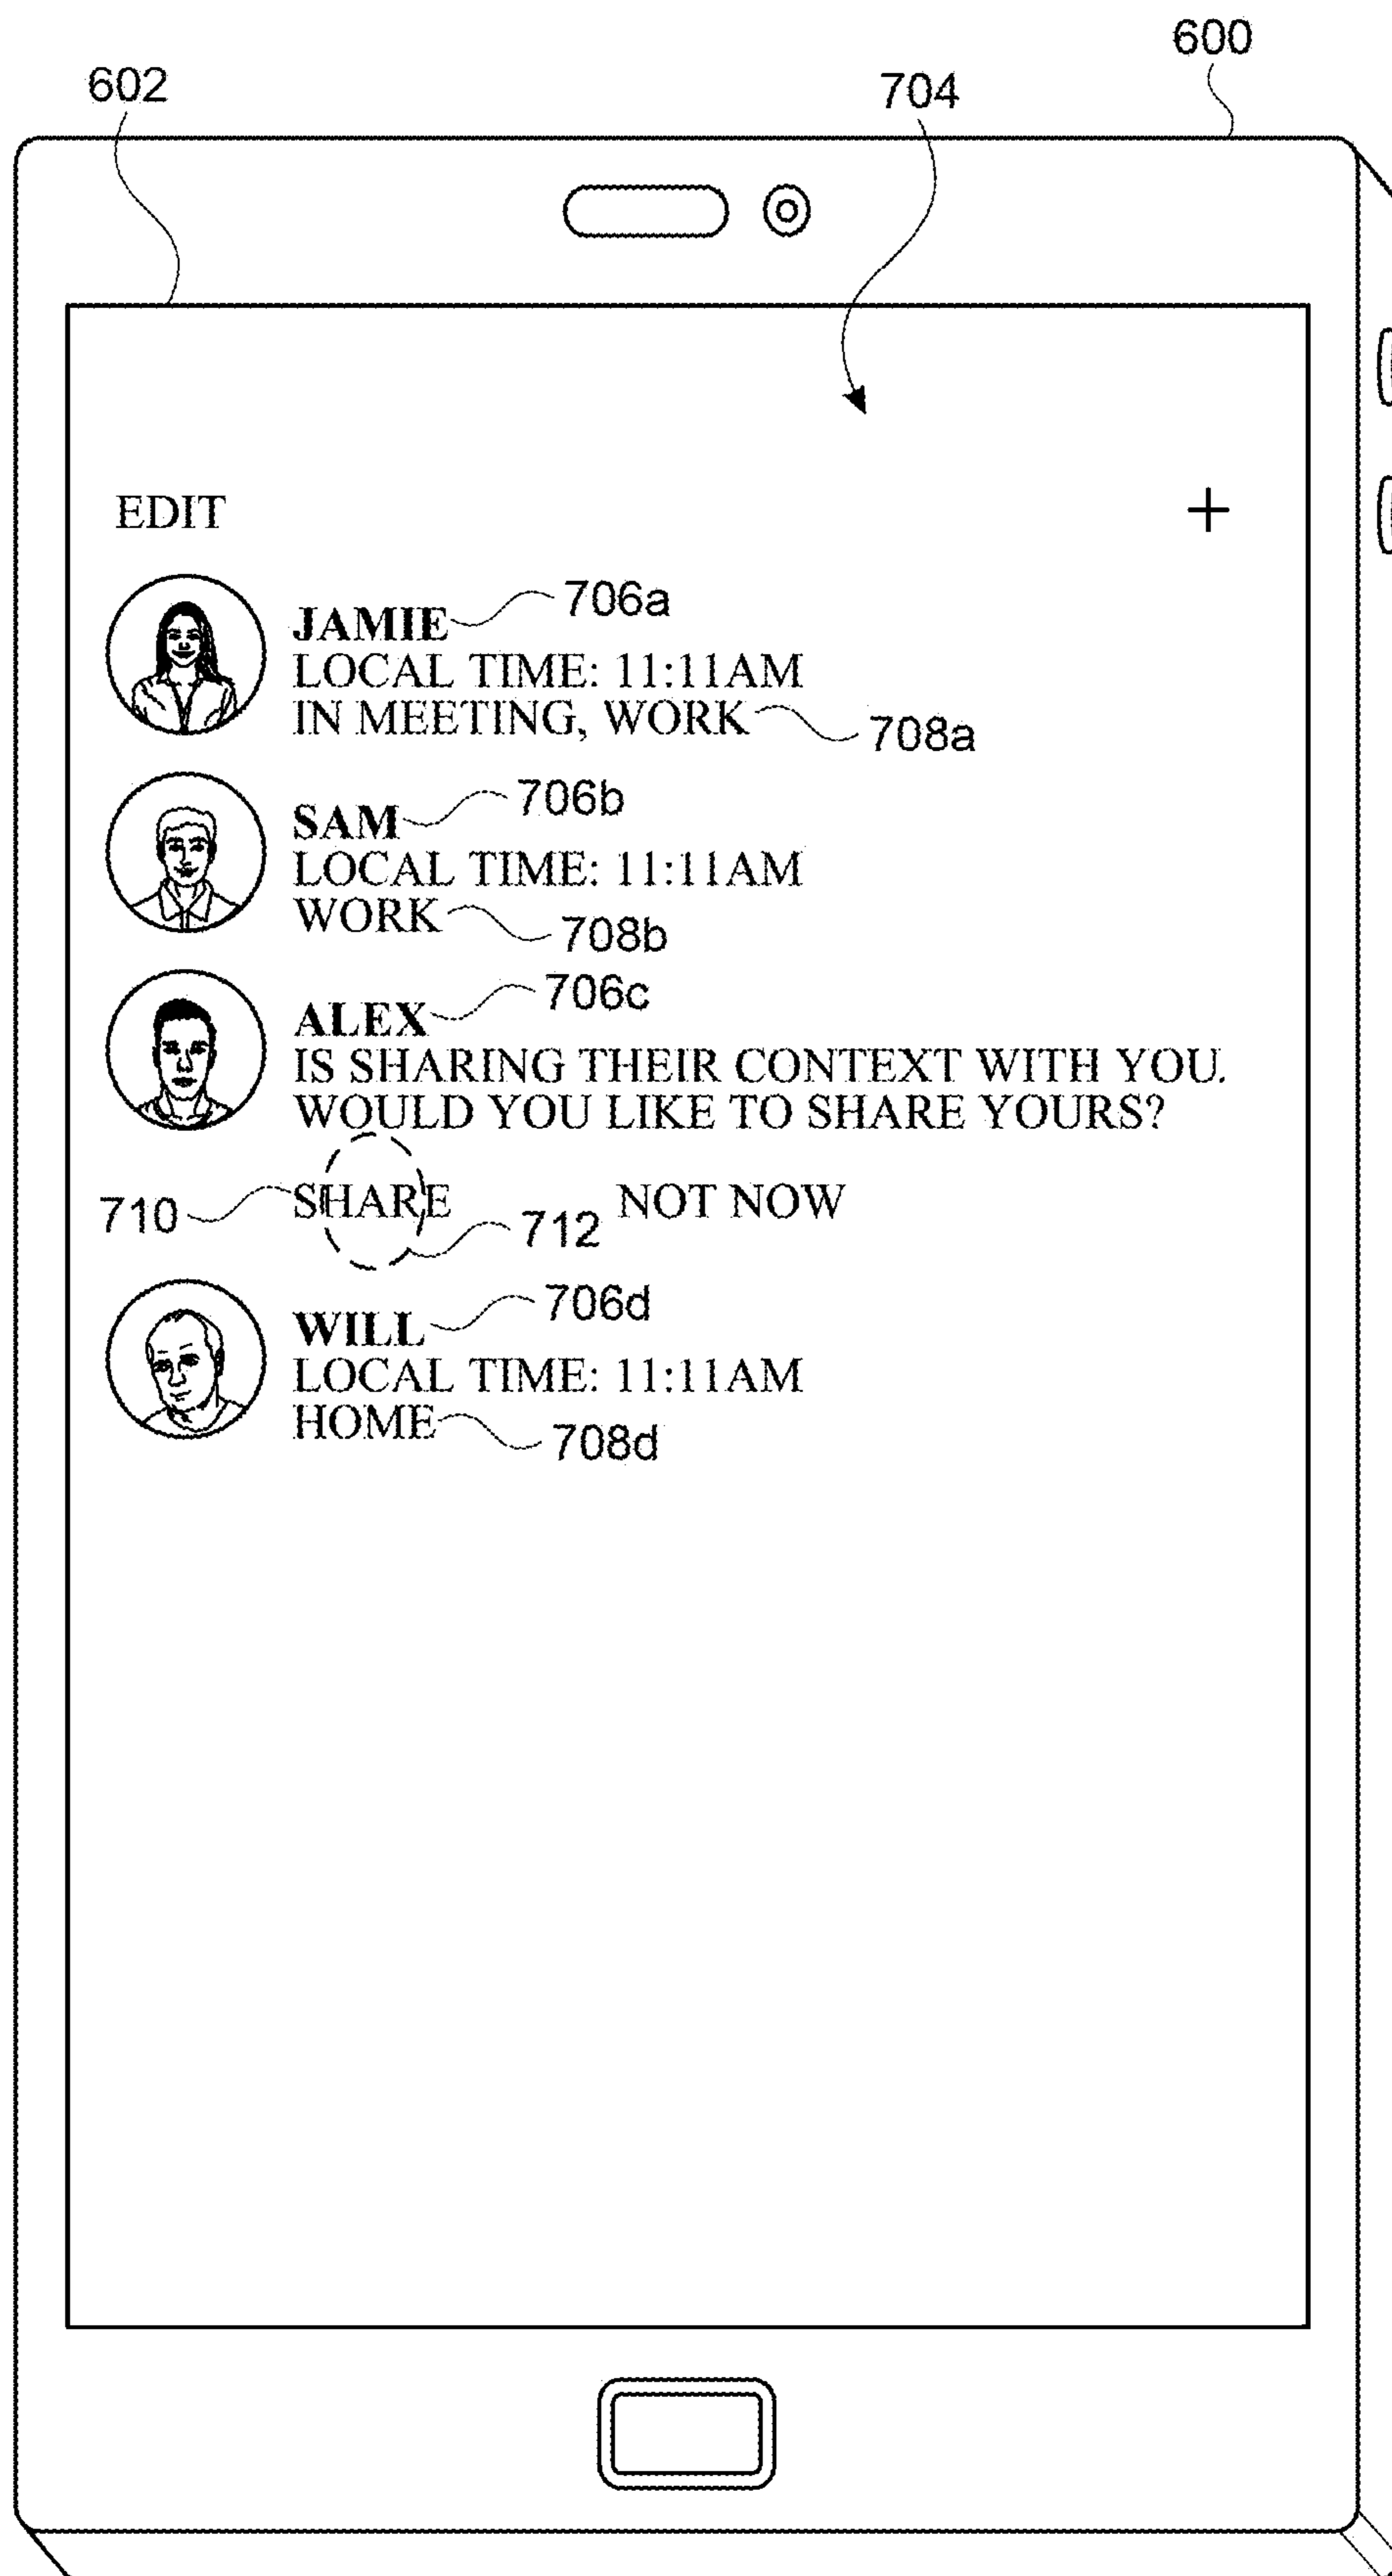 600
602
704
EDIT +
JAMIE 706a
LOCAL TIME: 11:11AM
IN MEETING, WORK 708a
SAM 706b
LOCAL TIME: 11:11AM
WORK 708b
ALEX 706c
IS SHARING THEIR CONTEXT WITH YOU.
WOULD YOU LIKE TO SHARE YOURS?
710 SHARE 712 NOT NOW
WILL 706d
LOCAL TIME: 11:11AM
HOME 708d